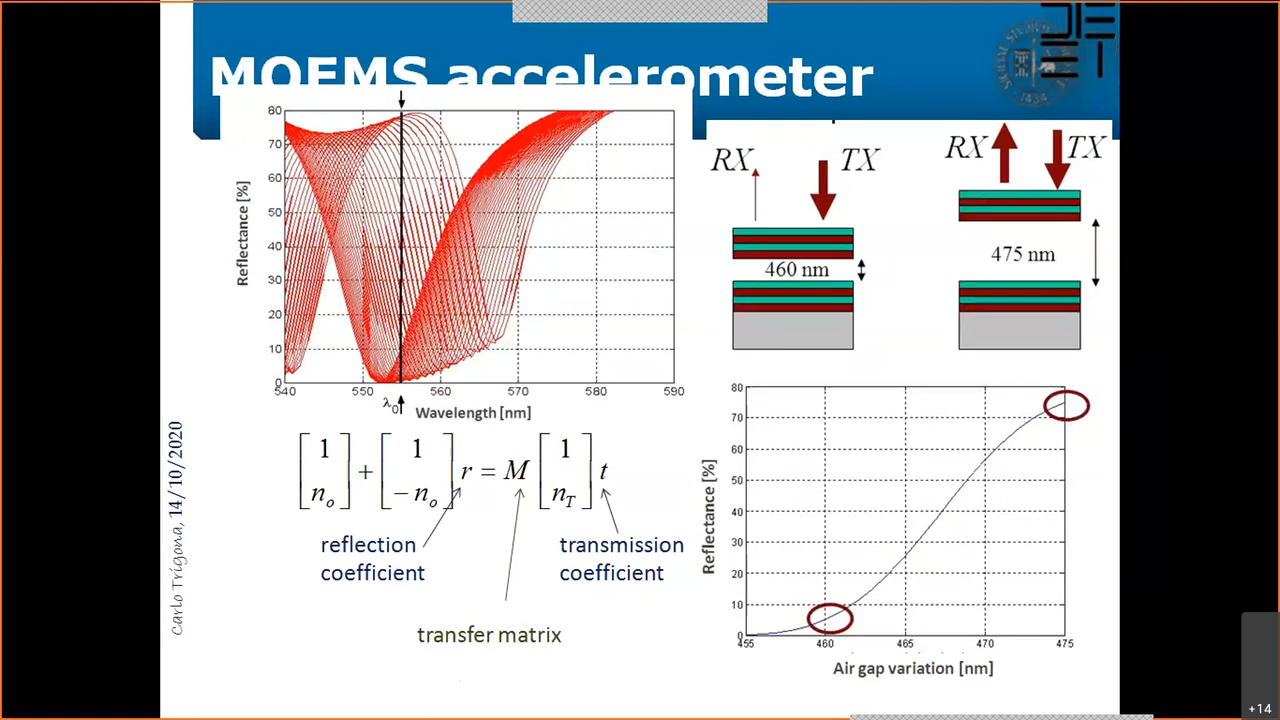 MOEMS accelerometer
1434
80
70
60
50
40
30
20
10
0
Reflectance [%]
540
550
560
570
580
590
λ0
Wavelength [nm]
RX
TX
460 nm
RX
TX
475 nm
[1 n_o] + [1 -n_o] r = M [1 n_T] t
reflection
coefficient
transmission
coefficient
transfer matrix
80
70
60
50
40
30
20
10
0
Reflectance [%]
455
460
465
470
475
Air gap variation [nm]
Carlo Trigona, 14/10/2020
+14